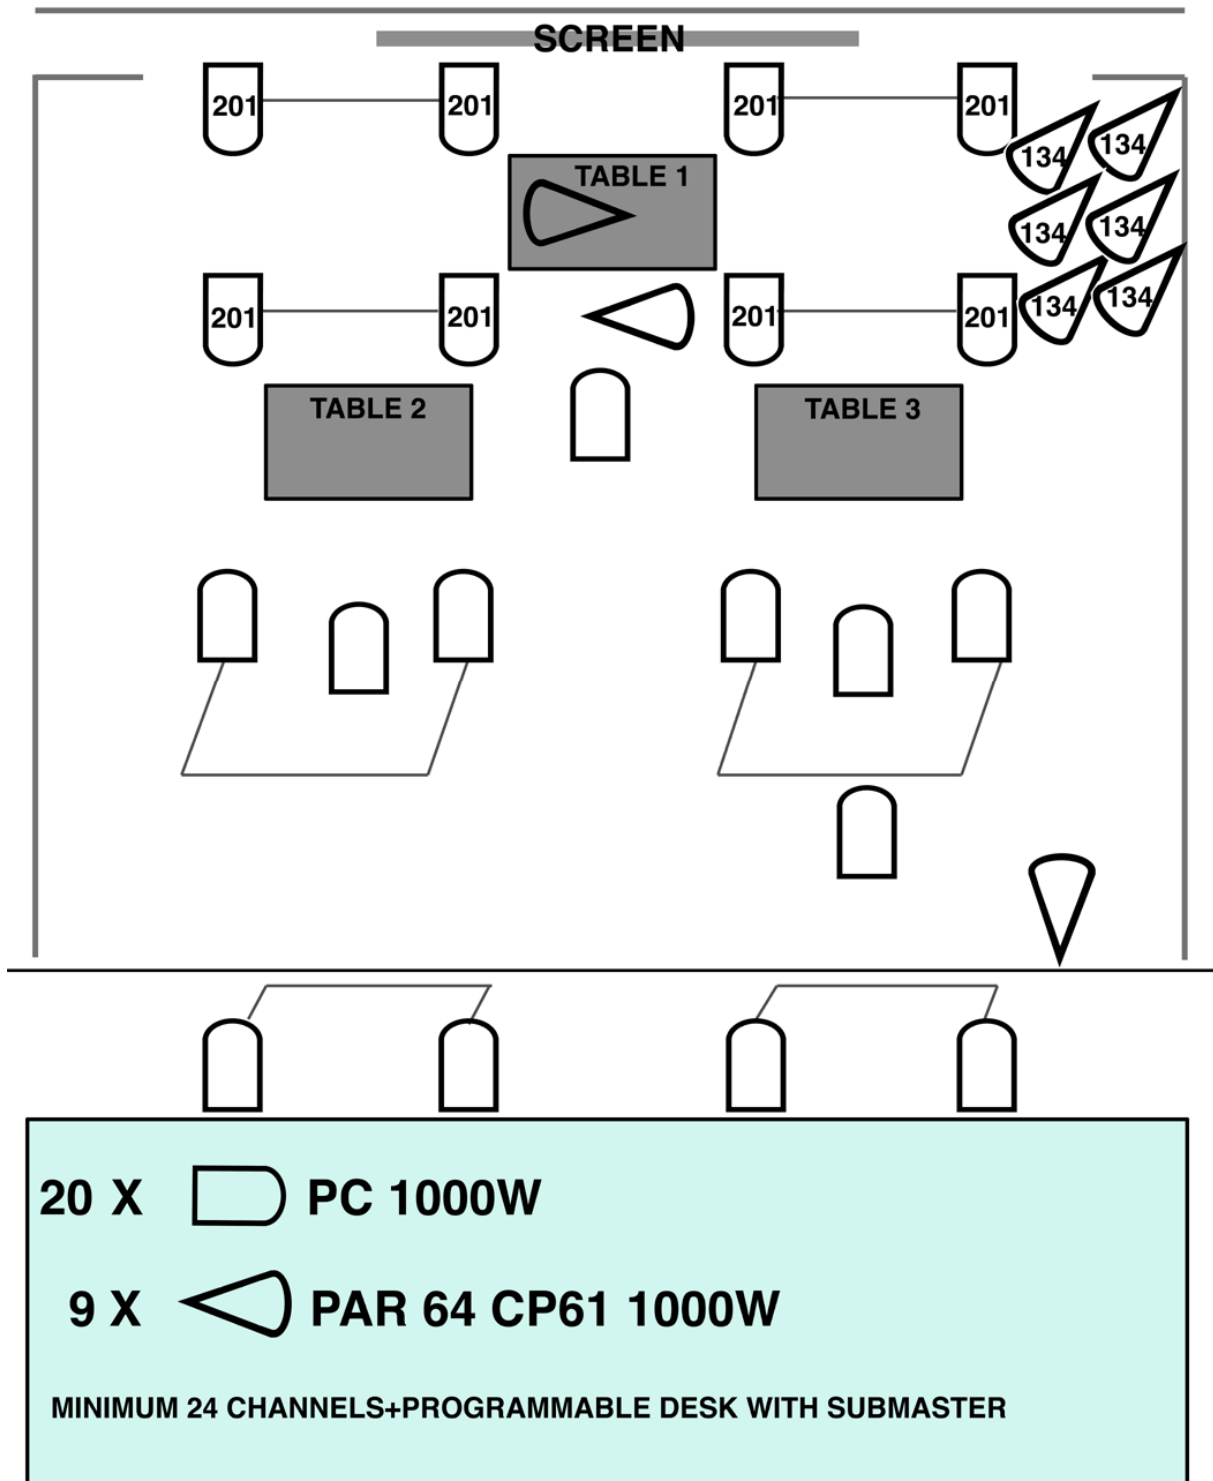 SCREEN
201 201 201 201
134 134
TABLE 1
134 134
201 201 201 201
134 134
TABLE 2 TABLE 3
20 X PC 1000W
9 X PAR 64 CP61 1000W
MINIMUM 24 CHANNELS+PROGRAMMABLE DESK WITH SUBMASTER